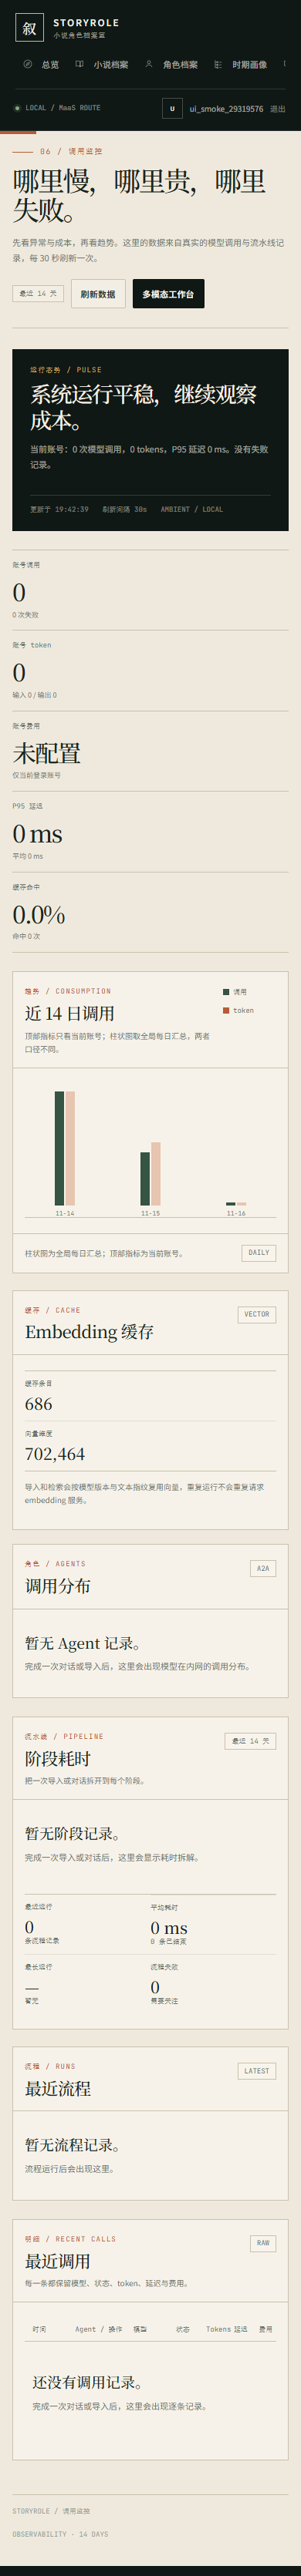 叙
STORYROLE
小说角色档案室
总览
小说档案
角色档案
时期画像
LOCAL / MaaS ROUTE
U
ui_smoke_29319576
退出
06 / 调用监控
哪里慢，哪里贵，哪里
失败。
先看异常与成本，再看趋势。这里的数据来自真实的模型调用与流水线记
录，每 30 秒刷新一次。
最近 14 天
刷新数据
多模态工作台
运行态势 / PULSE
系统运行平稳，继续观察
成本。
当前账号：0 次模型调用，0 tokens，P95 延迟 0 ms。没有失败
记录。
更新于 19:42:39
刷新间隔 30s
AMBIENT / LOCAL
账号调用
0
0 次失败
账号 token
0
输入 0 / 输出 0
账号费用
未配置
仅当前登录账号
P95 延迟
0 ms
平均 0 ms
缓存命中
0.0%
命中 0 次
趋势 / CONSUMPTION
近 14 日调用
顶部指标只看当前账号；柱状图取全局每日汇总，两者
口径不同。
调用
token
11-14
11-15
11-16
柱状图为全局每日汇总；顶部指标为当前账号。
DAILY
缓存 / CACHE
Embedding 缓存
VECTOR
缓存条目
686
向量维度
702,464
导入和检索会按模型版本与文本指纹复用向量，重复运行不会重复请求
embedding 服务。
角色 / AGENTS
调用分布
A2A
暂无 Agent 记录。
完成一次对话或导入后，这里会出现模型在内网的调用分布。
流水线 / PIPELINE
阶段耗时
把一次导入或对话拆开到每个阶段。
最近 14 天
暂无阶段记录。
完成一次导入或对话后，这里会显示耗时拆解。
最近运行
0
条流程记录
平均耗时
0 ms
0 条已结束
最长运行
—
暂无
流程失败
0
需要关注
流程 / RUNS
最近流程
LATEST
暂无流程记录。
流程运行后会出现这里。
明细 / RECENT CALLS
最近调用
每一条都保留模型、状态、token、延迟与费用。
RAW
时间
Agent / 操作
模型
状态
Tokens
延迟
费用
还没有调用记录。
完成一次对话或导入后，这里会出现逐条记录。
STORYROLE / 调用监控
OBSERVABILITY · 14 DAYS